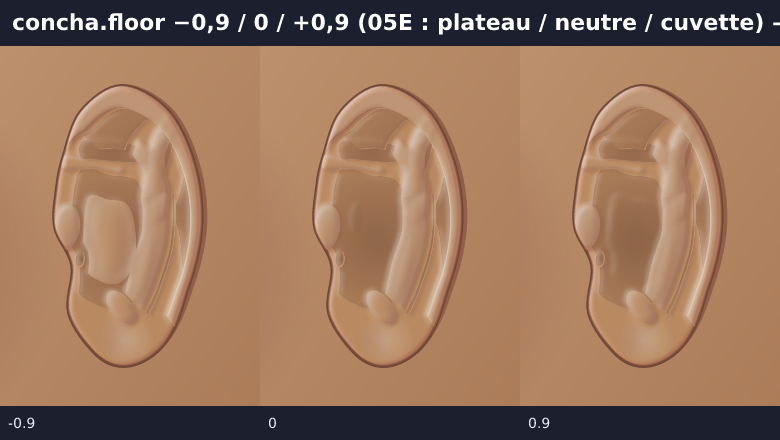 concha.floor −0,9 / 0 / +0,9 (05E : plateau / neutre / cuvette) –
-0.9
0
0.9